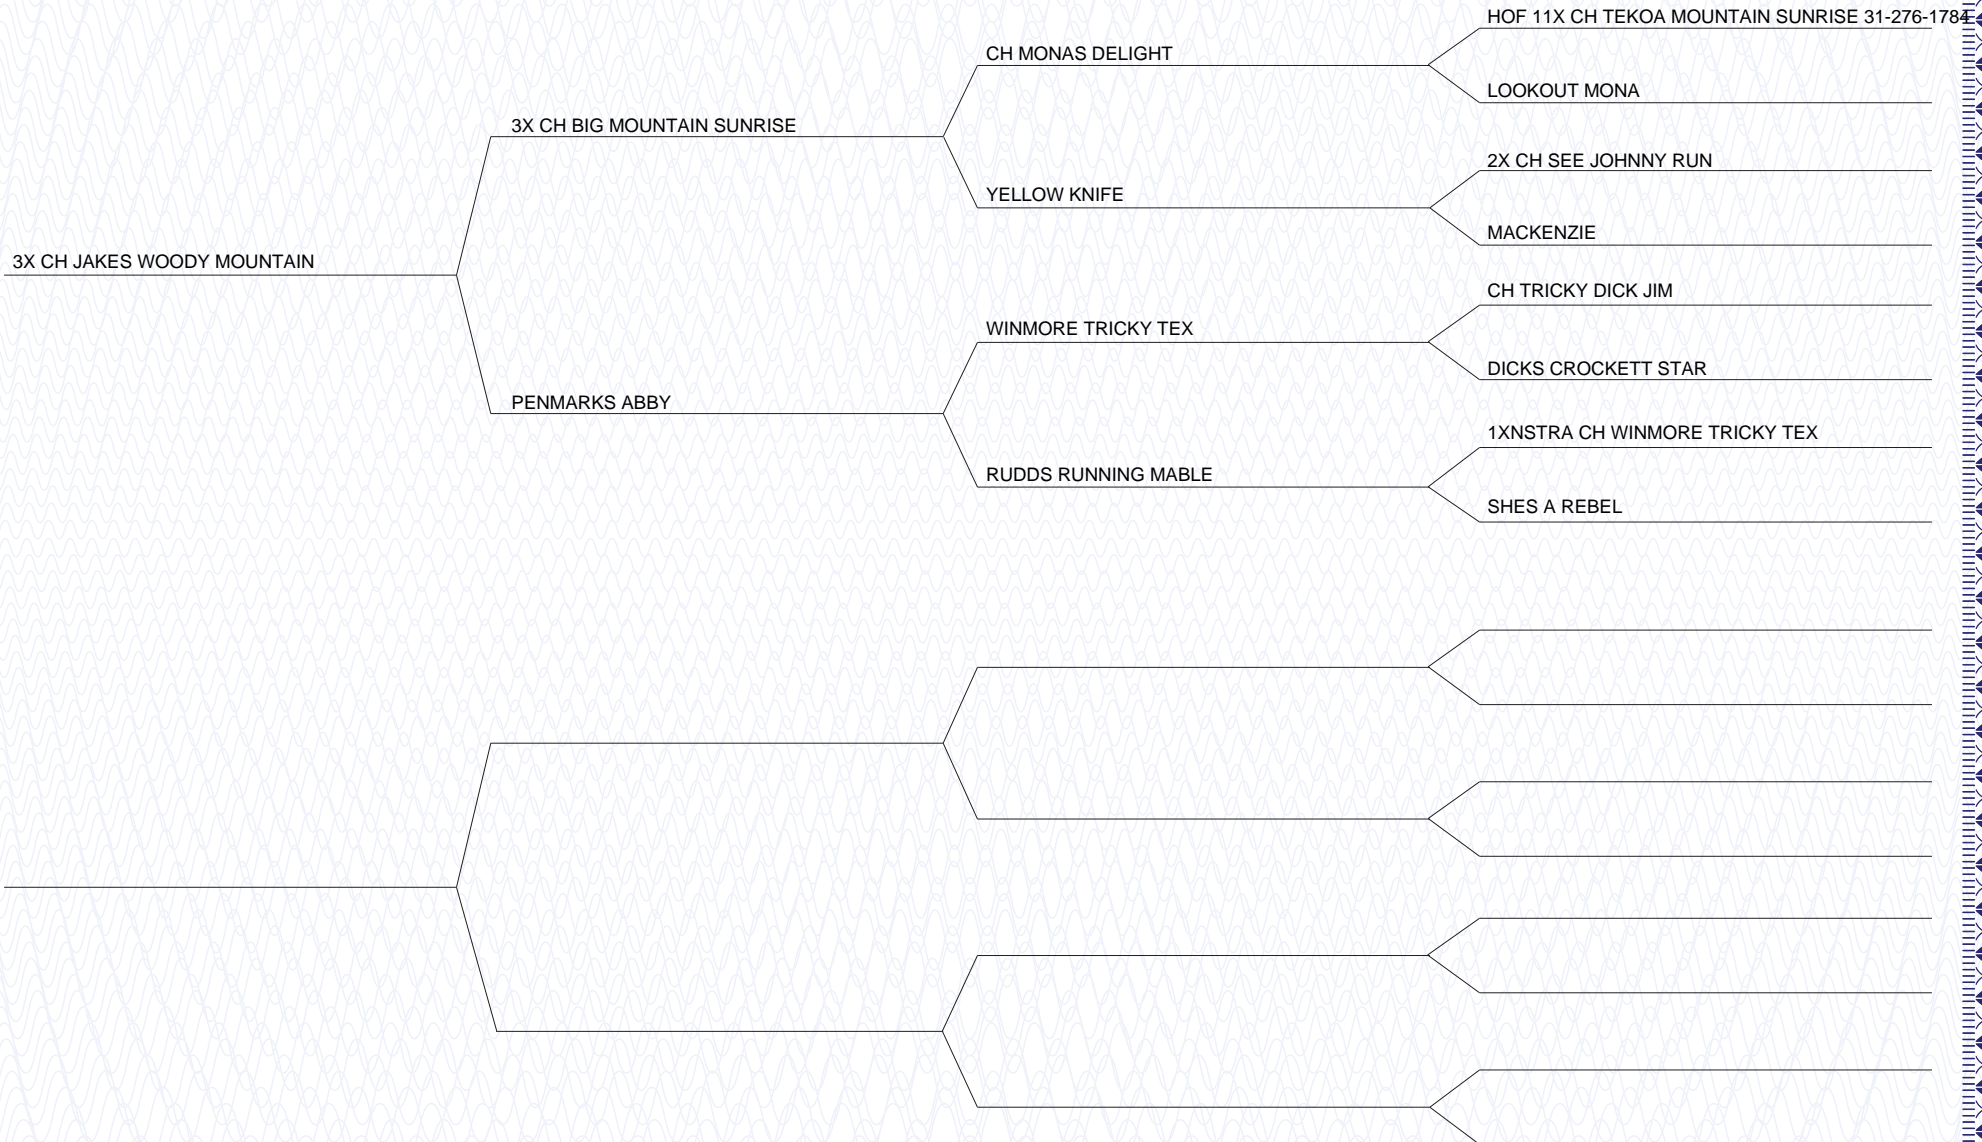 HOF 11X CH TEKOA MOUNTAIN SUNRISE 31-276-1784
CH MONAS DELIGHT
LOOKOUT MONA
3X CH BIG MOUNTAIN SUNRISE
2X CH SEE JOHNNY RUN
YELLOW KNIFE
MACKENZIE
3X CH JAKES WOODY MOUNTAIN
CH TRICKY DICK JIM
WINMORE TRICKY TEX
DICKS CROCKETT STAR
PENMARKS ABBY
1XNSTRA CH WINMORE TRICKY TEX
RUDDS RUNNING MABLE
SHES A REBEL